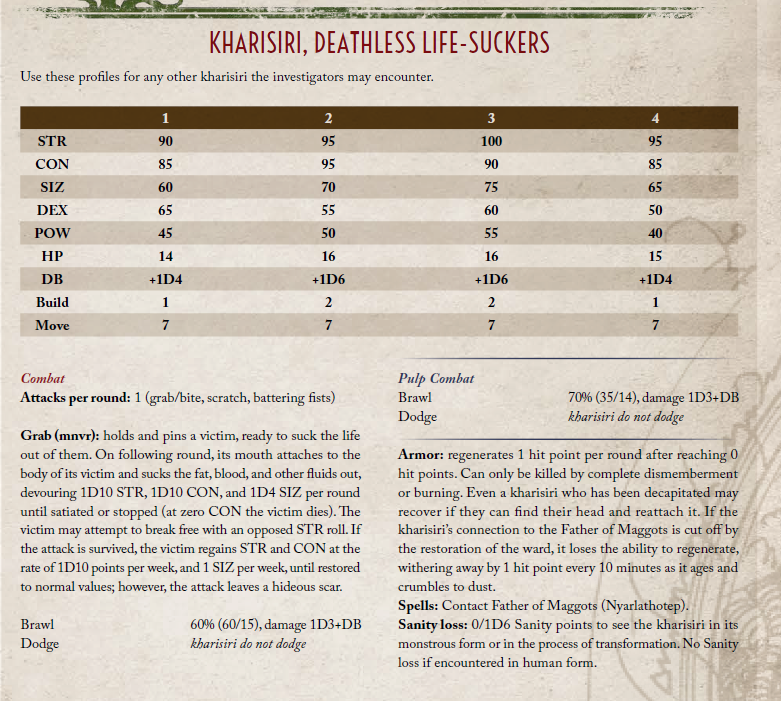 KHARISIRI, DEATHLESS LIFE-SUCKERS
Use these profiles for any other kharisiri the investigators may encounter.
1 2 3 4
STR 90 95 100 95
CON 85 95 90 85
SIZ 60 70 75 65
DEX 65 55 60 50
POW 45 50 55 40
HP 14 16 16 15
DB +1D4 +1D6 +1D6 +1D4
Build 1 2 2 1
Move 7 7 7 7
Combat
Attacks per round: 1 (grab/bite, scratch, battering fists)
Grab (mnvr): holds and pins a victim, ready to suck the life
out of them. On following round, its mouth attaches to the
body of its victim and sucks the fat, blood, and other fluids out,
devouring 1D10 STR, 1D10 CON, and 1D4 SIZ per round
until satiated or stopped (at zero CON the victim dies). The
victim may attempt to break free with an opposed STR roll. If
the attack is survived, the victim regains STR and CON at the
rate of 1D10 points per week, and 1 SIZ per week, until restored
to normal values; however, the attack leaves a hideous scar.
Brawl 60% (60/15), damage 1D3+DB
Dodge kharisiri do not dodge
Pulp Combat
Brawl 70% (35/14), damage 1D3+DB
Dodge kharisiri do not dodge
Armor: regenerates 1 hit point per round after reaching 0
hit points. Can only be killed by complete dismemberment
or burning. Even a kharisiri who has been decapitated may
recover if they can find their head and reattach it. If the
kharisiri's connection to the Father of Maggots is cut off by
the restoration of the ward, it loses the ability to regenerate,
withering away by 1 hit point every 10 minutes as it ages and
crumbles to dust.
Spells: Contact Father of Maggots (Nyarlathotep).
Sanity loss: 0/1D6 Sanity points to see the kharisiri in its
monstrous form or in the process of transformation. No Sanity
loss if encountered in human form.